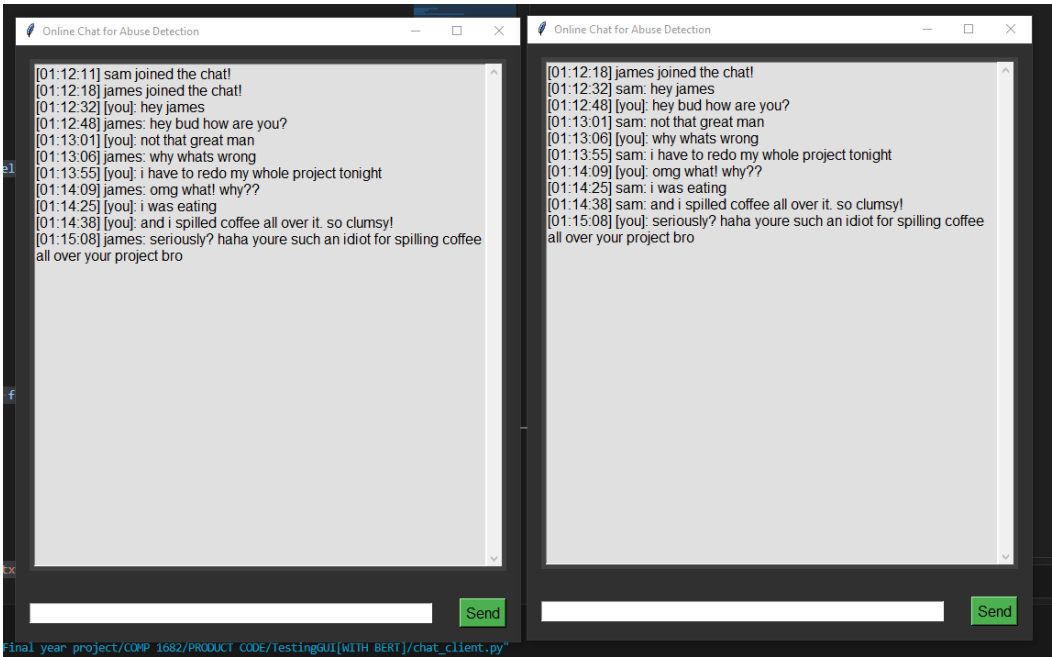 Online Chat for Abuse Detection
[01:12:11] sam joined the chat!
[01:12:18] james joined the chat!
[01:12:32] [you]: hey james
[01:12:48] james: hey bud how are you?
[01:13:01] [you]: not that great man
[01:13:06] james: why whats wrong
[01:13:55] [you]: i have to redo my whole project tonight
[01:14:09] james: omg what! why??
[01:14:25] [you]: i was eating
[01:14:38] [you]: and i spilled coffee all over it. so clumsy!
[01:15:08] james: seriously? haha youre such an idiot for spilling coffee
all over your project bro
Send
Online Chat for Abuse Detection
[01:12:18] james joined the chat!
[01:12:32] sam: hey james
[01:12:48] [you]: hey bud how are you?
[01:13:01] sam: not that great man
[01:13:06] [you]: why whats wrong
[01:13:55] sam: i have to redo my whole project tonight
[01:14:09] [you]: omg what! why??
[01:14:25] sam: i was eating
[01:14:38] sam: and i spilled coffee all over it. so clumsy!
[01:15:08] [you]: seriously? haha youre such an idiot for spilling coffee
all over your project bro
Send
el
f
tx
Final year project/COMP 1682/PRODUCT CODE/TestingGUI[WITH BERT]/chat_client.py"